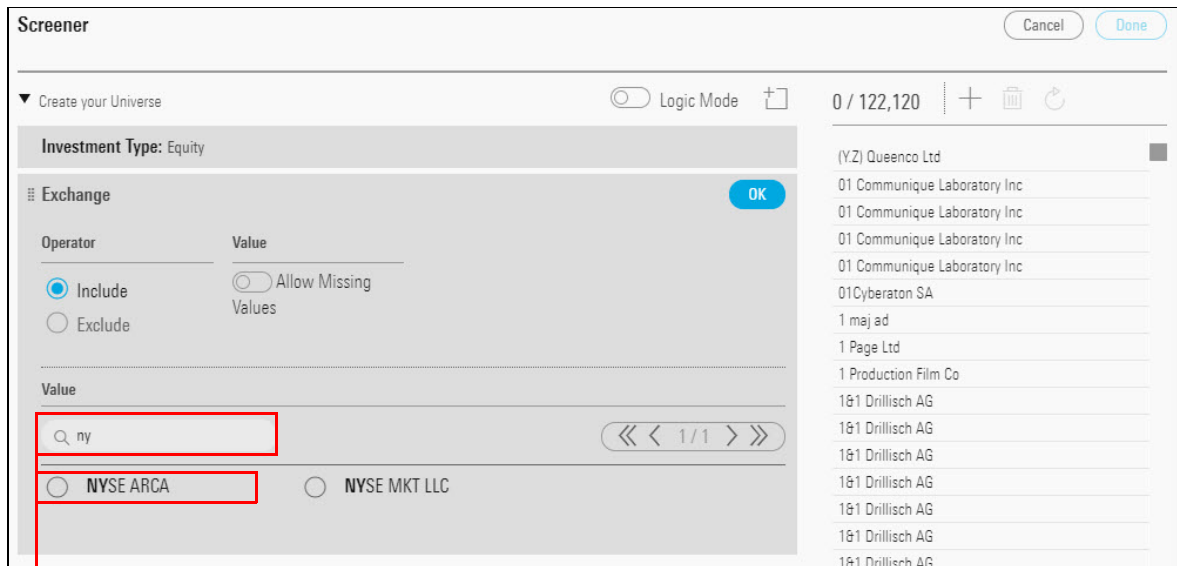 Screener
Cancel
Done
Create your Universe
Logic Mode
Investment Type: Equity
Exchange
OK
Operator
Value
Include
Exclude
Allow Missing
Values
Value
ny
1 / 1
NYSE ARCA
NYSE MKT LLC
0 / 122,120
(Y.Z) Queenco Ltd
01 Communique Laboratory Inc
01 Communique Laboratory Inc
01 Communique Laboratory Inc
01 Communique Laboratory Inc
01Cyberaton SA
1 maj ad
1 Page Ltd
1 Production Film Co
1&1 Drillisch AG
1&1 Drillisch AG
1&1 Drillisch AG
1&1 Drillisch AG
1&1 Drillisch AG
1&1 Drillisch AG
1&1 Drillisch AG